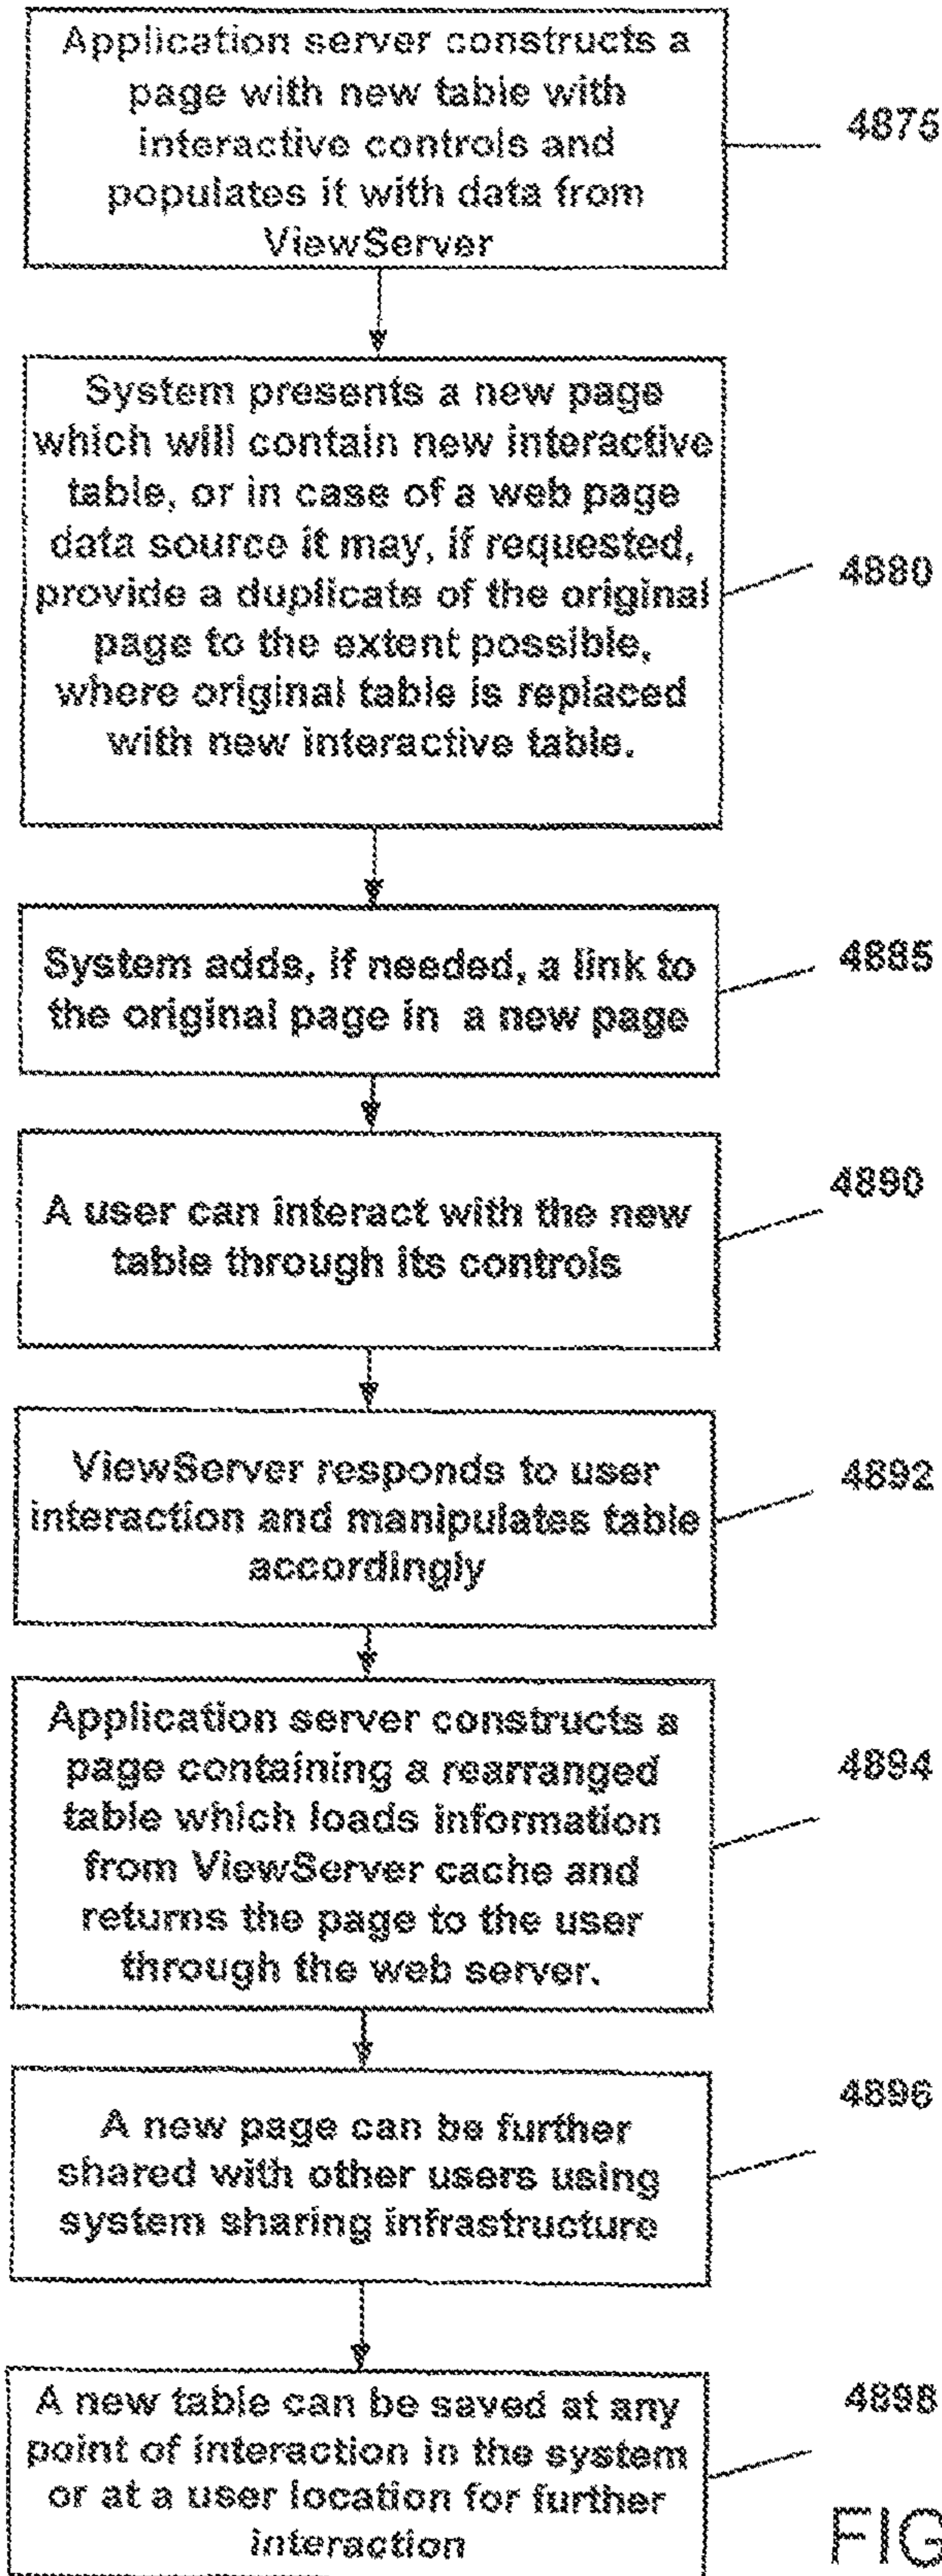 Application server constructs a
page with new table with
interactive controls and
populates it with data from
ViewServer
4875
System presents a new page
which will contain new interactive
table, or in case of a web page
data source it may, if requested,
provide a duplicate of the original
page to the extent possible,
where original table is replaced
with new interactive table.
4880
System adds, if needed, a link to
the original page in a new page
4885
A user can interact with the new
table through its controls
4890
ViewServer responds to user
interaction and manipulates table
accordingly
4892
Application server constructs a
page containing a rearranged
table which loads information
from ViewServer cache and
returns the page to the user
through the web server.
4894
A new page can be further
shared with other users using
system sharing infrastructure
4896
A new table can be saved at any
point of interaction in the system
or at a user location for further
interaction
4898
FIG